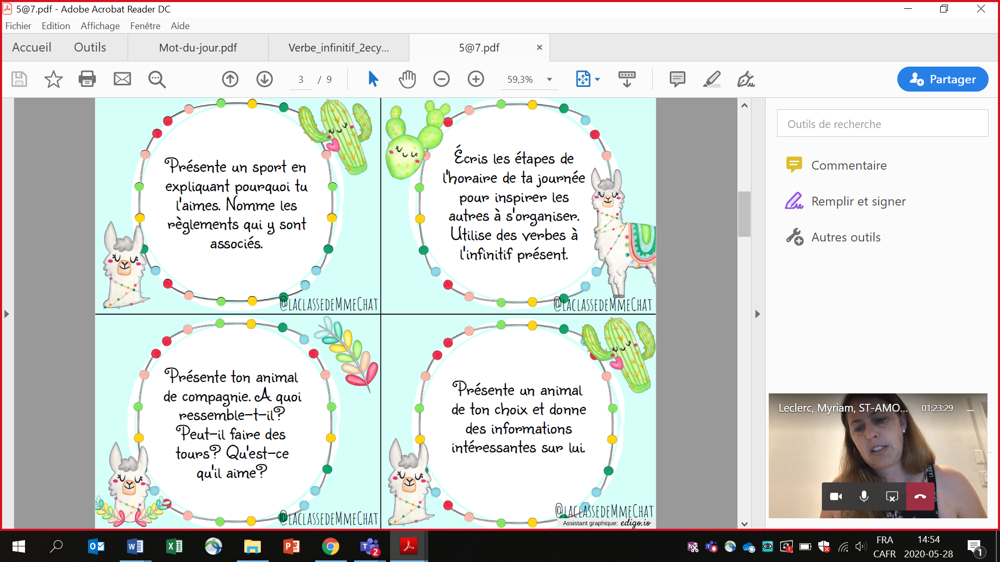 5@7.pdf - Adobe Acrobat Reader DC
Fichier Edition Affichage Fenêtre Aide
Accueil Outils Mot-du-jour.pdf Verbe_infinitif_2ecy... 5@7.pdf ×
3 / 9 59,3% Partager
Présente un sport en
expliquant pourquoi tu
l'aimes. Nomme les
règlements qui y sont
associés.
@laclassedeMmeChat
Écris les étapes de
l'horaire de ta journée
pour inspirer les
autres à s'organiser.
Utilise des verbes à
l'infinitif présent.
@laclassedeMmeChat
Présente ton animal
de compagnie. A quoi
ressemble-t-il?
Peut-il faire des
tours? Qu'est-ce
qu'il aime?
@laclassedeMmeChat
Présente un animal
de ton choix et donne
des informations
intéressantes sur lui.
@laclassedeMmeChat
Assistant graphique: edigo.io
Outils de recherche
Commentaire
Remplir et signer
Autres outils
Leclerc, Myriam, ST-AMO... 01:23:29
2
FRA
CAFR
14:54
2020-05-28
1